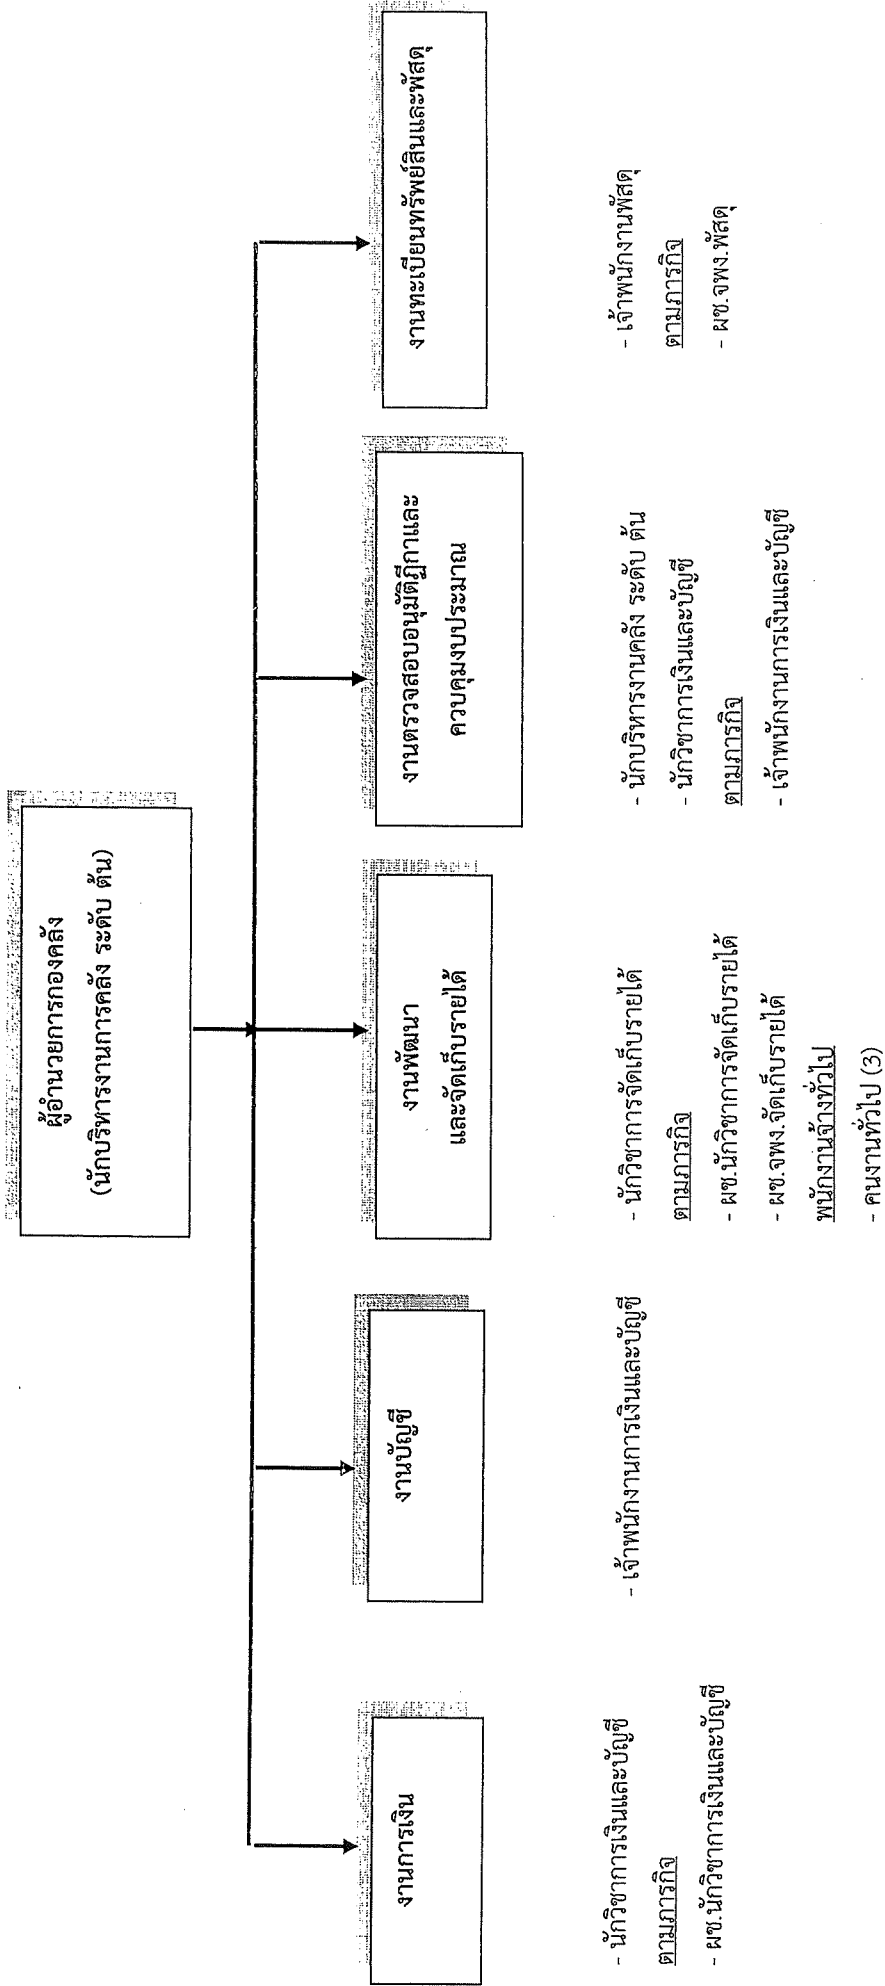 ผู้อำนวยการกองคลัง
(นักบริหารงานการคลัง ระดับ ต้น)
งานการเงิน
- นักวิชาการเงินและบัญชี
ตามภารกิจ
- ผช.นักวิชาการเงินและบัญชี
งานบัญชี
- เจ้าพนักงานการเงินและบัญชี
งานพัฒนา
และจัดเก็บรายได้
- นักวิชาการจัดเก็บรายได้
ตามภารกิจ
- ผช.นักวิชาการจัดเก็บรายได้
- ผช.จพง.จัดเก็บรายได้
พนักงานจ้างทั่วไป
- คนงานทั่วไป (3)
งานตรวจสอบอนุมัติฎีกาและ
ควบคุมงบประมาณ
- นักบริหารงานคลัง ระดับ ต้น
- นักวิชาการเงินและบัญชี
ตามภารกิจ
- เจ้าพนักงานการเงินและบัญชี
งานทะเบียนทรัพย์สินและพัสดุ
- เจ้าพนักงานพัสดุ
ตามภารกิจ
- ผช.จพง.พัสดุ